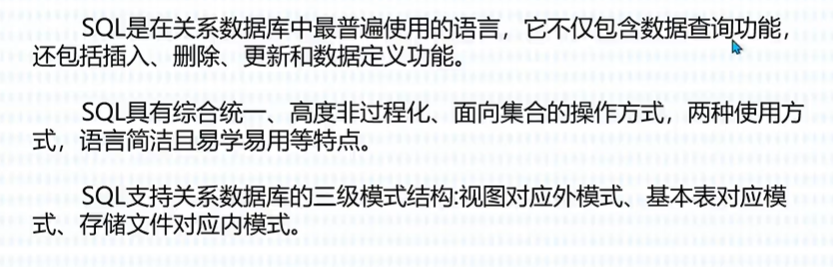 SQL是在关系数据库中最普遍使用的语言，它不仅包含数据查询功能，
还包括插入、删除、更新和数据定义功能。
SQL具有综合统一、高度非过程化、面向集合的操作方式，两种使用方
式，语言简洁且易学易用等特点。
SQL支持关系数据库的三级模式结构:视图对应外模式、基本表对应模
式、存储文件对应内模式。